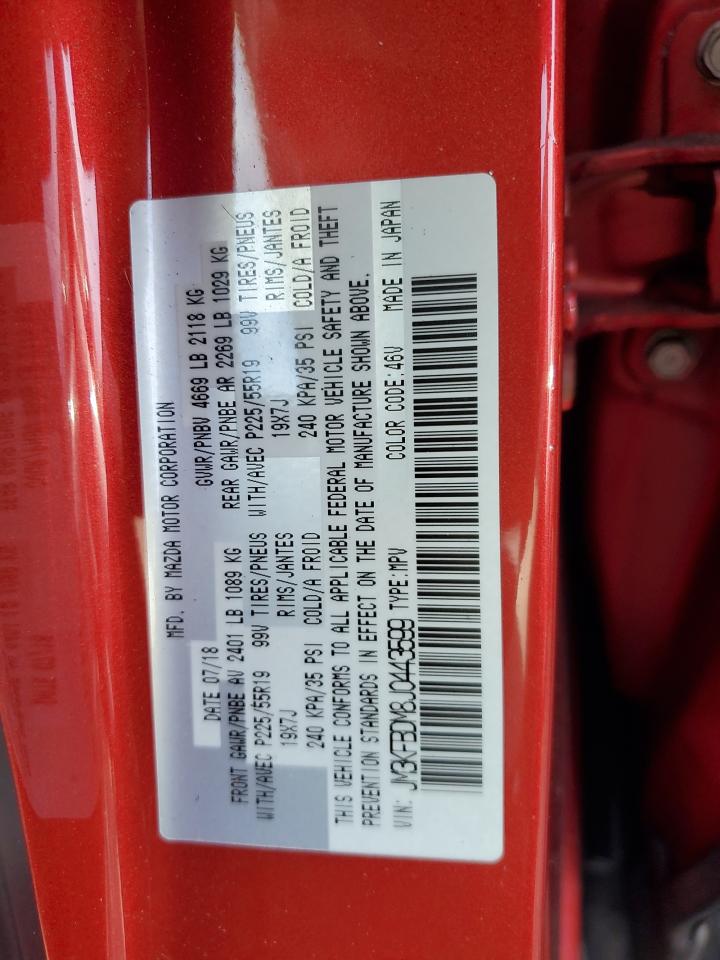 MFD. BY MAZDA MOTOR CORPORATION
DATE 07/18 GVWR/PNBV 4669 LB 2118 KG
FRONT GAWR/PNBE AV 2401 LB 1089 KG REAR GAWR/PNBE AR 2269 LB 1029 KG
WITH/AVEC P225/55R19 99V TIRES/PNEUS WITH/AVEC P225/55R19 99V TIRES/PNEUS
19X7J RIMS/JANTES 19X7J RIMS/JANTES
240 KPA/35 PSI COLD/A FROID 240 KPA/35 PSI COLD/A FROID
THIS VEHICLE CONFORMS TO ALL APPLICABLE FEDERAL MOTOR VEHICLE SAFETY AND THEFT
PREVENTION STANDARDS IN EFFECT ON THE DATE OF MANUFACTURE SHOWN ABOVE.
VIN: JM3KFBDM8J0443599 TYPE:MPV COLOR CODE:46V MADE IN JAPAN